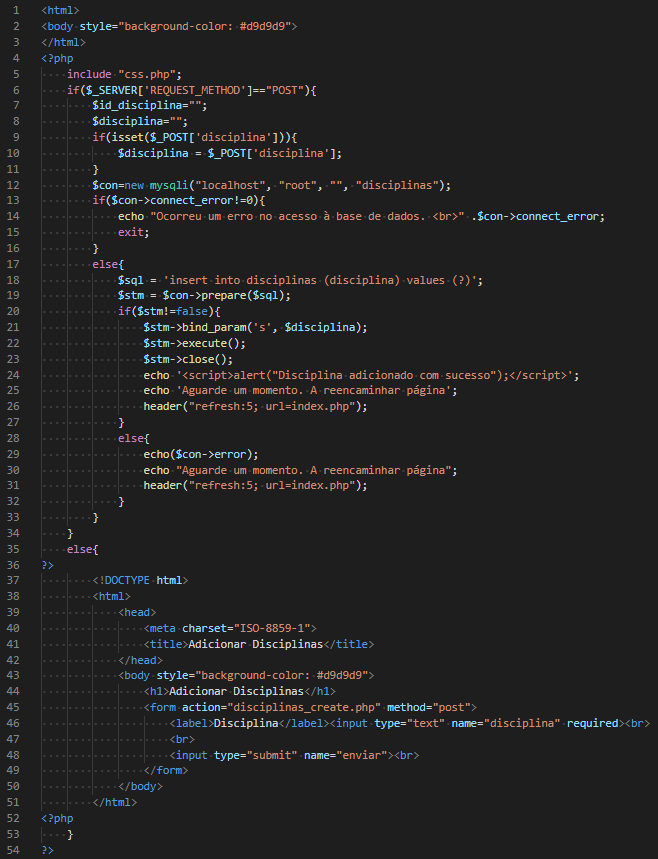 1 <html>
2 <body style="background-color: #d9d9d9">
3 </html>
4 <?php
5 include "css.php";
6 if($_SERVER['REQUEST_METHOD']=="POST"){
7 $id_disciplina="";
8 $disciplina="";
9 if(isset($_POST['disciplina'])){
10 $disciplina = $_POST['disciplina'];
11 }
12 $con=new mysqli("localhost", "root", "", "disciplinas");
13 if($con->connect_error!=0){
14 echo "Ocorreu um erro no acesso à base de dados. <br>" .$con->connect_error;
15 exit;
16 }
17 else{
18 $sql = 'insert into disciplinas (disciplina) values (?)';
19 $stm = $con->prepare($sql);
20 if($stm!=false){
21 $stm->bind_param('s', $disciplina);
22 $stm->execute();
23 $stm->close();
24 echo '<script>alert("Disciplina adicionado com sucesso");</script>';
25 echo 'Aguarde um momento. A reencaminhar página';
26 header("refresh:5; url=index.php");
27 }
28 else{
29 echo($con->error);
30 echo "Aguarde um momento. A reencaminhar página";
31 header("refresh:5; url=index.php");
32 }
33 }
34 }
35 else{
36 ?>
37 <!DOCTYPE html>
38 <html>
39 <head>
40 <meta charset="ISO-8859-1">
41 <title>Adicionar Disciplinas</title>
42 </head>
43 <body style="background-color: #d9d9d9">
44 <h1>Adicionar Disciplinas</h1>
45 <form action="disciplinas_create.php" method="post">
46 <label>Disciplina</label><input type="text" name="disciplina" required><br>
47 <br>
48 <input type="submit" name="enviar"><br>
49 </form>
50 </body>
51 </html>
52 <?php
53 }
54 ?>